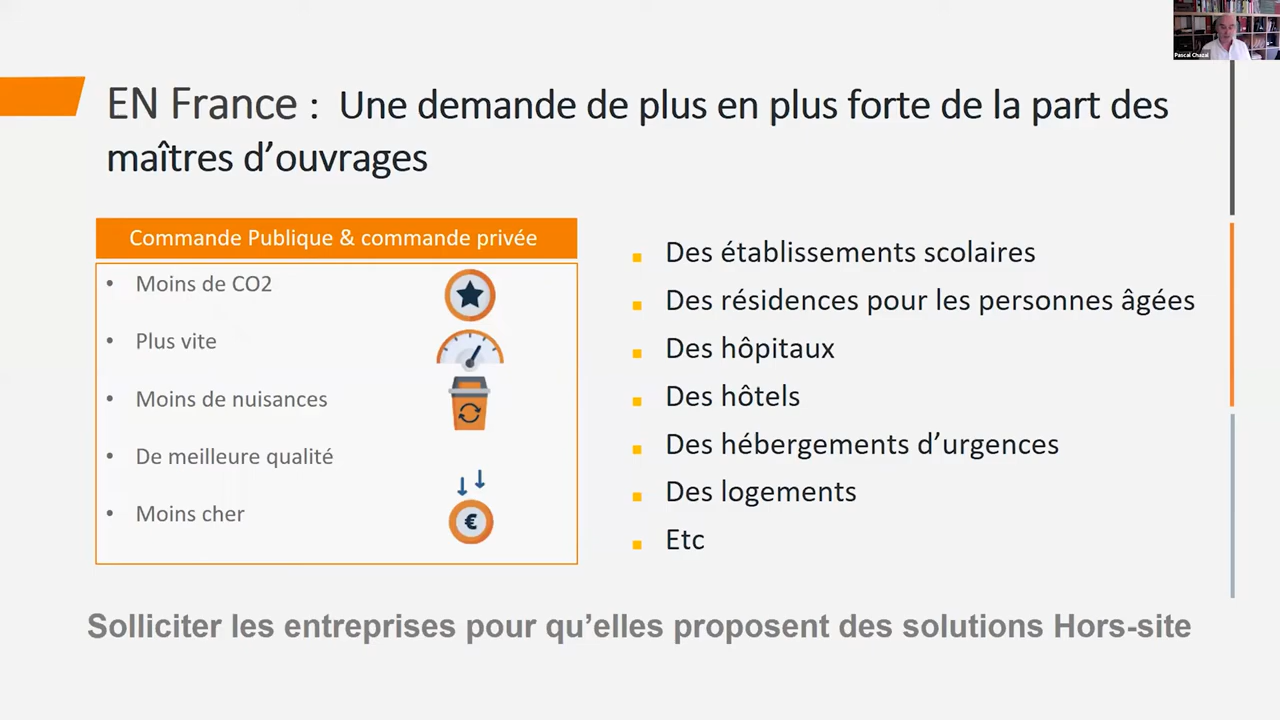 Pascal Chazal
EN France : Une demande de plus en plus forte de la part des
maîtres d’ouvrages
Commande Publique & commande privée
• Moins de CO2
• Plus vite
• Moins de nuisances
• De meilleure qualité
• Moins cher
€
Des établissements scolaires
Des résidences pour les personnes âgées
Des hôpitaux
Des hôtels
Des hébergements d’urgences
Des logements
Etc
Solliciter les entreprises pour qu’elles proposent des solutions Hors-site